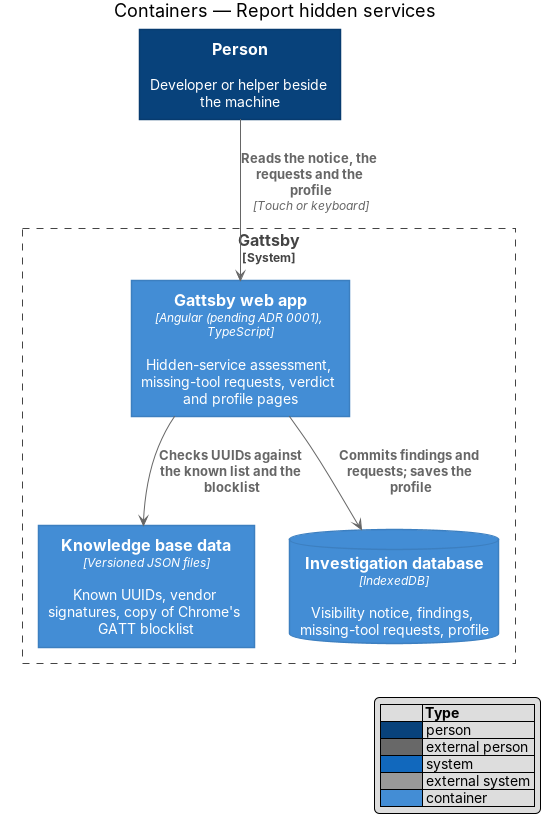 Containers — Report hidden services
Person
Developer or helper beside
the machine
Reads the notice, the
requests and the
profile
[Touch or keyboard]
Gattsby
[System]
Gattsby web app
[Angular (pending ADR 0001),
TypeScript]
Hidden-service assessment,
missing-tool requests, verdict
and profile pages
Checks UUIDs against
the known list and the
blocklist
Commits findings and
requests; saves the
profile
Knowledge base data
[Versioned JSON files]
Known UUIDs, vendor
signatures, copy of Chrome's
GATT blocklist
Investigation database
[IndexedDB]
Visibility notice, findings,
missing-tool requests, profile
Type
person
external person
system
external system
container